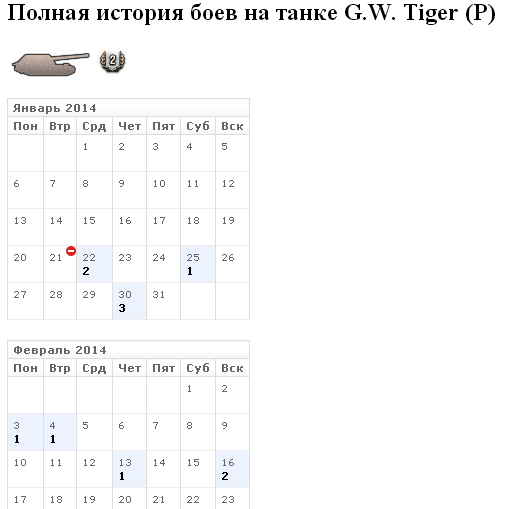 Полная история боев на танке G.W. Tiger (P)
2
Январь 2014
Пон Втр Срд Чет Пят Суб Вск
1 2 3 4 5
6 7 8 9 10 11 12
13 14 15 16 17 18 19
20 21 22 23 24 25 26
2 1
27 28 29 30 31
3
Февраль 2014
Пон Втр Срд Чет Пят Суб Вск
1 2
3 4 5 6 7 8 9
1 1
10 11 12 13 14 15 16
1 2
17 18 19 20 21 22 23